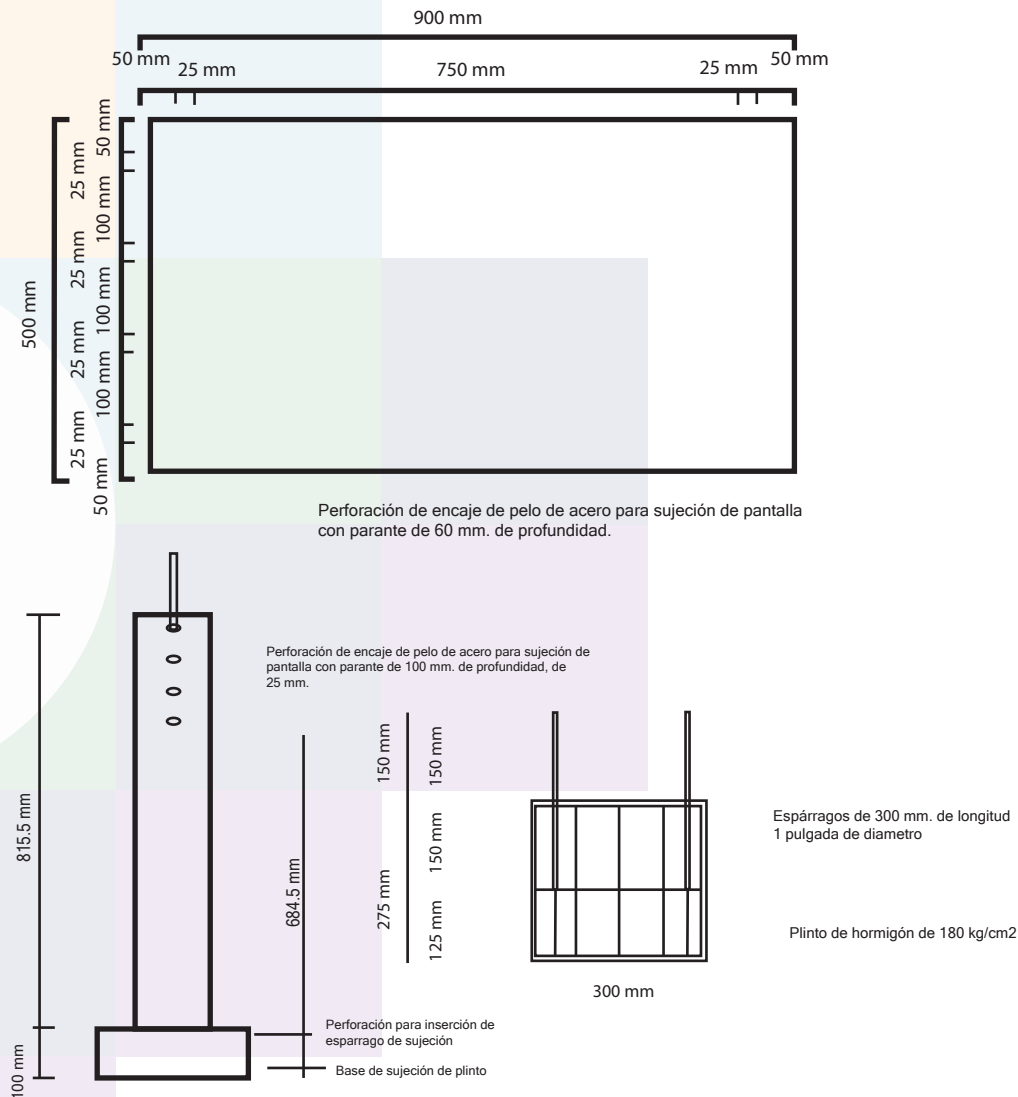 900 mm
50 mm
25 mm
750 mm
25 mm
50 mm
500 mm
25 mm
25 mm
25 mm
25 mm
50 mm
100 mm
100 mm
100 mm
50 mm
Perforación de encaje de pelo de acero para sujeción de pantalla
con parante de 60 mm. de profundidad.
Perforación de encaje de pelo de acero para sujeción de
pantalla con parante de 100 mm. de profundidad, de
25 mm.
815.5 mm
100 mm
684.5 mm
150 mm
275 mm
150 mm
150 mm
125 mm
Espárragos de 300 mm. de longitud
1 pulgada de diametro
Plinto de hormigón de 180 kg/cm2
300 mm
Perforación para inserción de
esparrago de sujeción
Base de sujeción de plinto